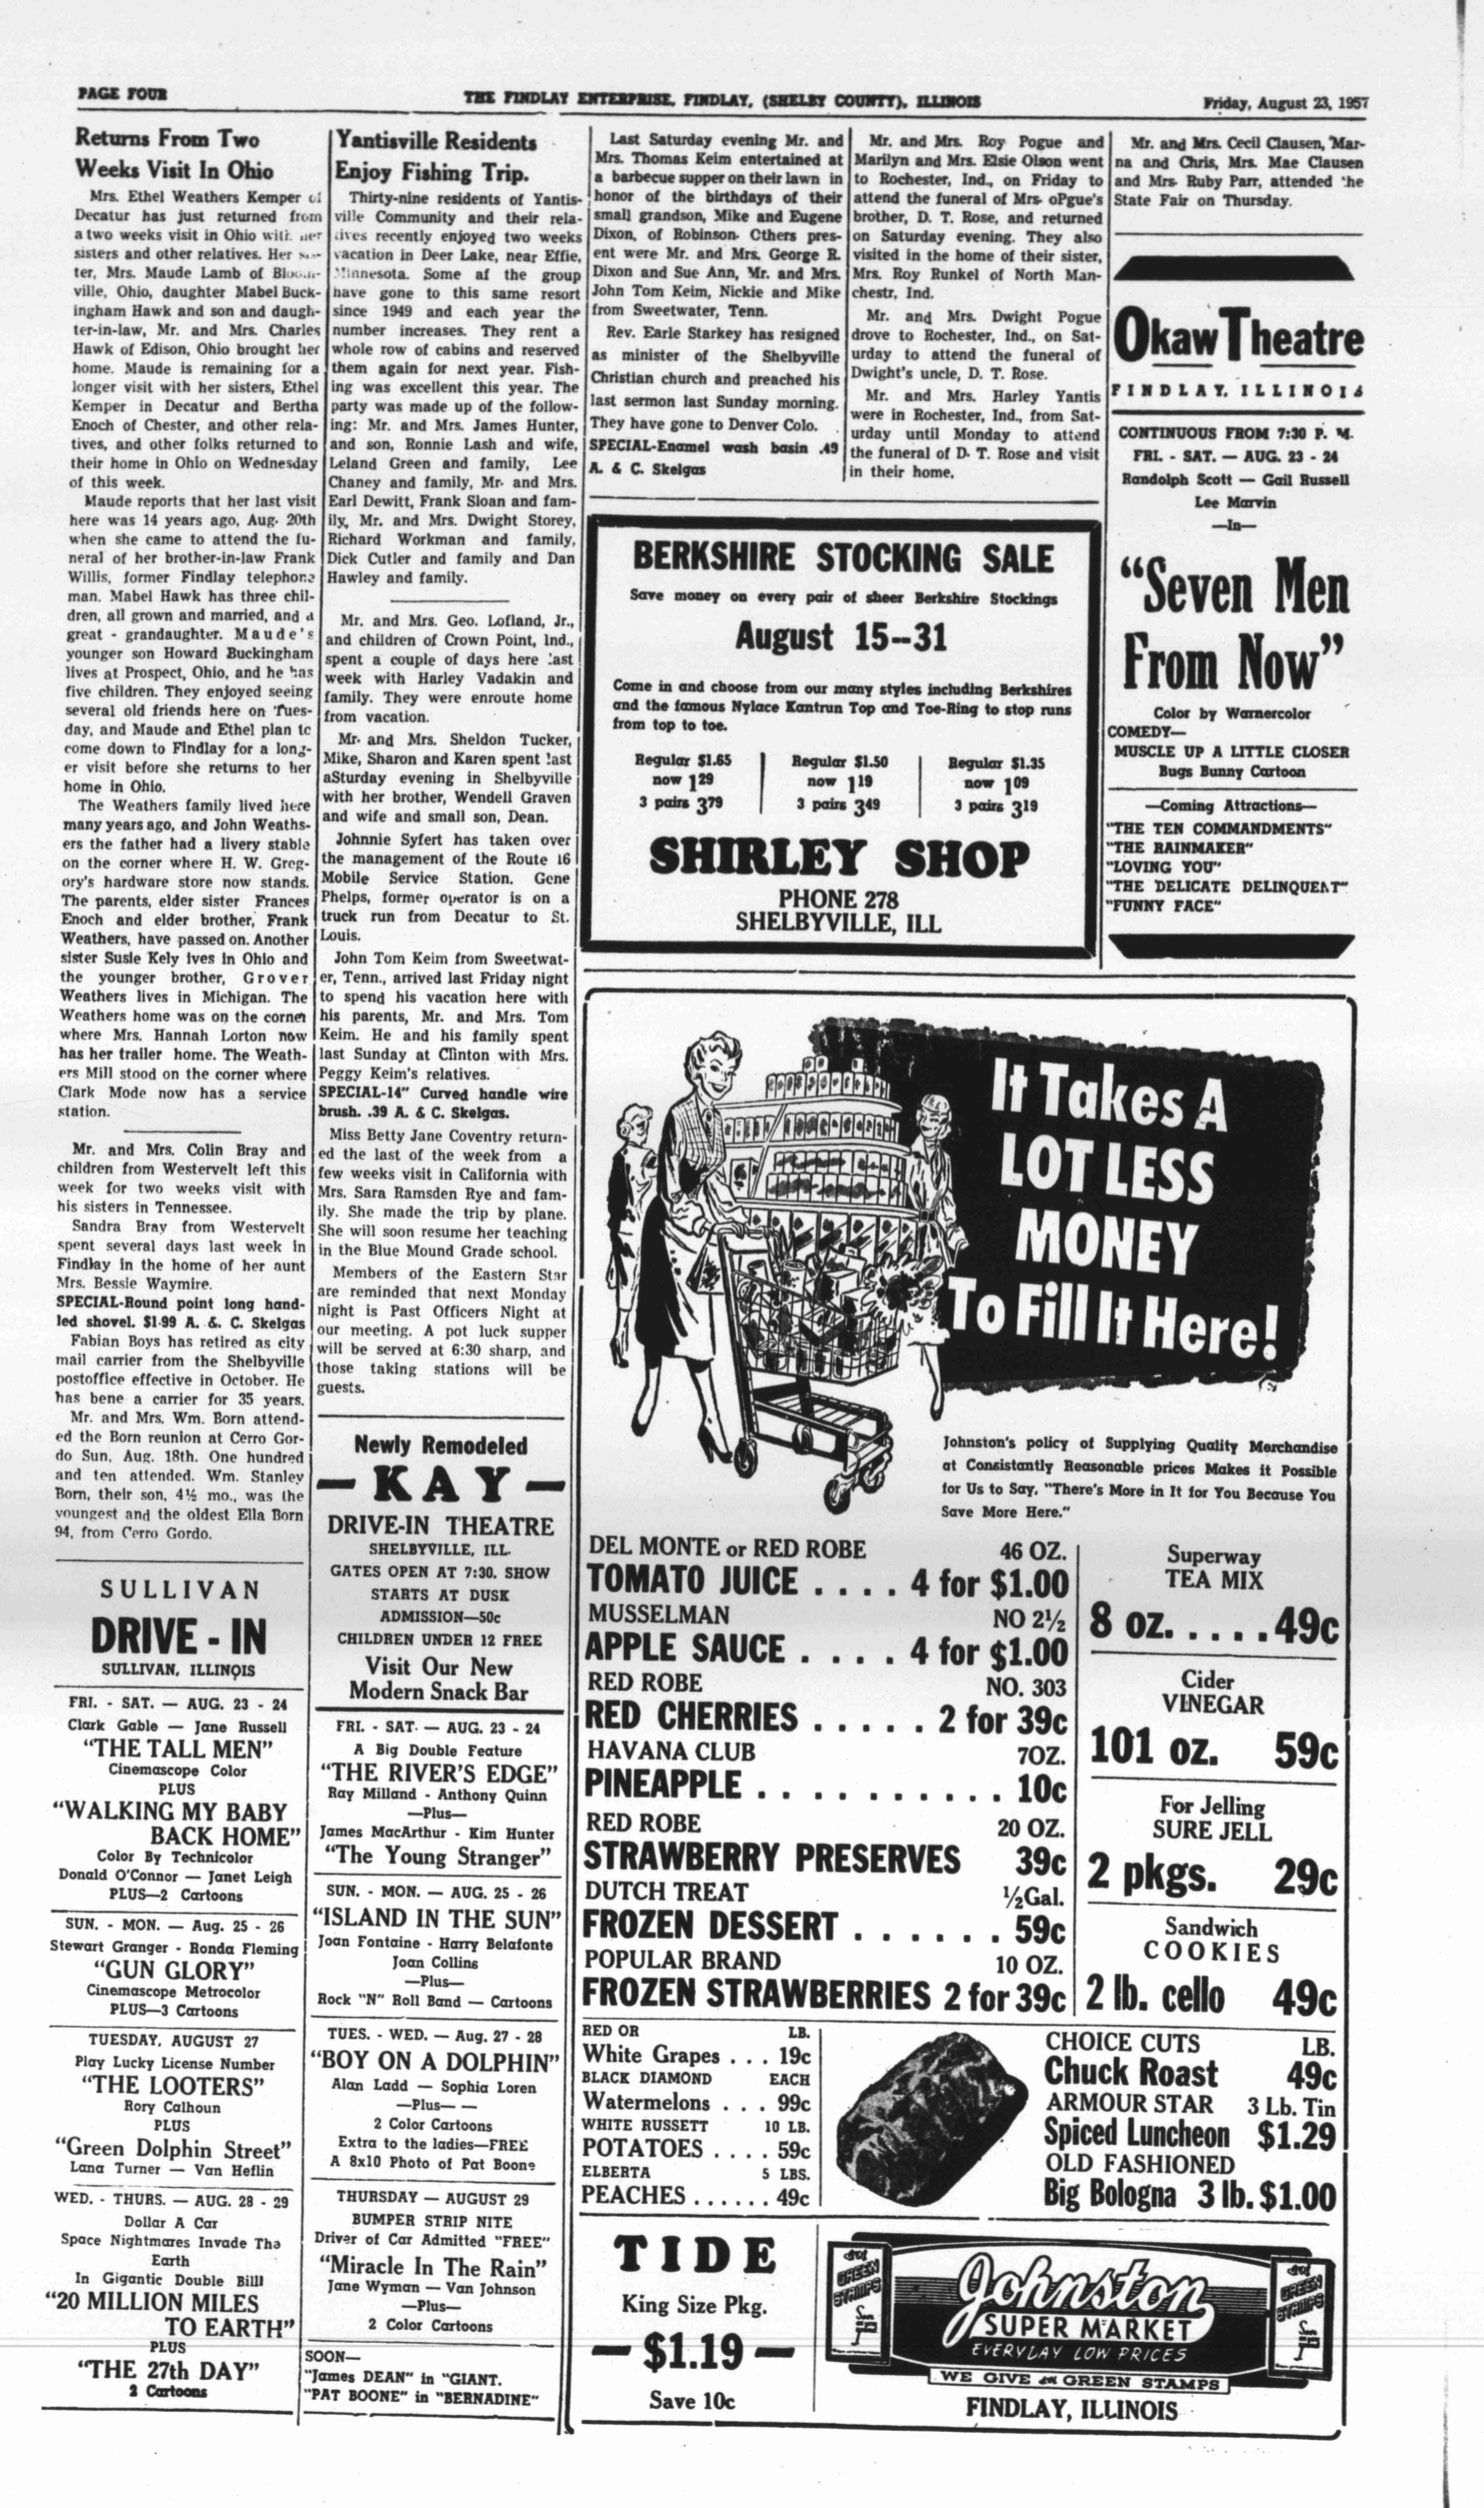 PAGE FOUR
THE FINDLAY ENTERPRISE, FINDLAY, (SHELBY COUNTY), ILLINOIS
Friday, August 23, 1957
Returns From Two
Weeks Visit In Ohio
Mrs. Ethel Weathers Kemper of
Decatur has just returned from
a two weeks visit in Ohio with her
sisters and other relatives. Her sis-
ter, Mrs. Maude Lamb of Bloom-
ville, Ohio, daughter Mabel Buck-
ingham Hawk and son and daugh-
ter-in-law, Mr. and Mrs. Charles
Hawk of Edison, Ohio brought her
home. Maude is remaining for a
longer visit with her sisters, Ethel
Kemper in Decatur and Bertha
Enoch of Chester, and other rela-
tives, and other folks returned to
their home in Ohio on Wednesday
of this week.
Maude reports that her last visit
here was 14 years ago, Aug. 20th
when she came to attend the fu-
neral of her brother-in-law Frank
Willis, former Findlay telephone
man. Mabel Hawk has three chil-
dren, all grown and married, and a
great - grandaughter. Maude's
younger son Howard Buckingham
lives at Prospect, Ohio, and he has
five children. They enjoyed seeing
several old friends here on Tues-
day, and Maude and Ethel plan to
come down to Findlay for a long-
er visit before she returns to her
home in Ohio.
The Weathers family lived here
many years ago, and John Weaths-
ers the father had a livery stable
on the corner where H. W. Greg-
ory's hardware store now stands.
The parents, elder sister Frances
Enoch and elder brother, Frank
Weathers, have passed on. Another
sister Susie Kely ives in Ohio and
the younger brother, Grover
Weathers lives in Michigan. The
Weathers home was on the corner
where Mrs. Hannah Lorton now
has her trailer home. The Weath-
ers Mill stood on the corner where
Clark Mode now has a service
station.
Mr. and Mrs. Colin Bray and
children from Westervelt left this
week for two weeks visit with
his sisters in Tennessee.
Sandra Bray from Westervelt
spent several days last week in
Findlay in the home of her aunt
Mrs. Bessie Waymire.
SPECIAL-Round point long hand-
led shovel. $1.99 A. &. C. Skelgas
Fabian Boys has retired as city
mail carrier from the Shelbyville
postoffice effective in October. He
has bene a carrier for 35 years.
Mr. and Mrs. Wm. Born attend-
ed the Born reunion at Cerro Gor-
do Sun. Aug. 18th. One hundred
and ten attended. Wm. Stanley
Born, their son, 4½ mo., was the
youngest and the oldest Ella Born
94, from Cerro Gordo.
SULLIVAN
DRIVE - IN
SULLIVAN, ILLINOIS
FRI. - SAT. — AUG. 23 - 24
Clark Gable — Jane Russell
"THE TALL MEN"
Cinemascope Color
PLUS
"WALKING MY BABY
BACK HOME"
Color By Technicolor
Donald O'Connor — Janet Leigh
PLUS—2 Cartoons
SUN. - MON. — Aug. 25 - 26
Stewart Granger - Ronda Fleming
"GUN GLORY"
Cinemascope Metrocolor
PLUS—3 Cartoons
TUESDAY, AUGUST 27
Play Lucky License Number
"THE LOOTERS"
Rory Calhoun
PLUS
"Green Dolphin Street"
Lana Turner — Van Heflin
WED. - THURS. — AUG. 28 - 29
Dollar A Car
Space Nightmares Invade The
Earth
In Gigantic Double Bill!
"20 MILLION MILES
TO EARTH"
PLUS
"THE 27th DAY"
2 Cartoons
Yantisville Residents
Enjoy Fishing Trip.
Thirty-nine residents of Yantis-
ville Community and their rela-
tives recently enjoyed two weeks
vacation in Deer Lake, near Effie,
Minnesota. Some af the group
have gone to this same resort
since 1949 and each year the
number increases. They rent a
whole row of cabins and reserved
them again for next year. Fish-
ing was excellent this year. The
party was made up of the follow-
ing: Mr. and Mrs. James Hunter,
and son, Ronnie Lash and wife,
Leland Green and family, Lee
Chaney and family, Mr. and Mrs.
Earl Dewitt, Frank Sloan and fam-
ily, Mr. and Mrs. Dwight Storey,
Richard Workman and family,
Dick Cutler and family and Dan
Hawley and family.
Mr. and Mrs. Geo. Lofland, Jr.,
and children of Crown Point, Ind.,
spent a couple of days here last
week with Harley Vadakin and
family. They were enroute home
from vacation.
Mr. and Mrs. Sheldon Tucker,
Mike, Sharon and Karen spent last
aSturday evening in Shelbyville
with her brother, Wendell Graven
and wife and small son, Dean.
Johnnie Syfert has taken over
the management of the Route 16
Mobile Service Station. Gene
Phelps, former operator is on a
truck run from Decatur to St.
Louis.
John Tom Keim from Sweetwat-
er, Tenn., arrived last Friday night
to spend his vacation here with
his parents, Mr. and Mrs. Tom
Keim. He and his family spent
last Sunday at Clinton with Mrs.
Peggy Keim's relatives.
SPECIAL-14" Curved handle wire
brush. .39 A. & C. Skelgas.
Miss Betty Jane Coventry return-
ed the last of the week from a
few weeks visit in California with
Mrs. Sara Ramsden Rye and fam-
ily. She made the trip by plane.
She will soon resume her teaching
in the Blue Mound Grade school.
Members of the Eastern Star
are reminded that next Monday
night is Past Officers Night at
our meeting. A pot luck supper
will be served at 6:30 sharp, and
those taking stations will be
guests.
Newly Remodeled
— KAY —
DRIVE-IN THEATRE
SHELBYVILLE, ILL.
GATES OPEN AT 7:30. SHOW
STARTS AT DUSK
ADMISSION—50c
CHILDREN UNDER 12 FREE
Visit Our New
Modern Snack Bar
FRI. - SAT. — AUG. 23 - 24
A Big Double Feature
"THE RIVER'S EDGE"
Ray Milland - Anthony Quinn
—Plus—
James MacArthur - Kim Hunter
"The Young Stranger"
SUN. - MON. — AUG. 25 - 26
"ISLAND IN THE SUN"
Joan Fontaine - Harry Belafonte
Joan Collins
—Plus—
Rock "N" Roll Band — Cartoons
TUES. - WED. — Aug. 27 - 28
"BOY ON A DOLPHIN"
Alan Ladd — Sophia Loren
—Plus— —
2 Color Cartoons
Extra to the ladies—FREE
A 8x10 Photo of Pat Boone
THURSDAY — AUGUST 29
BUMPER STRIP NITE
Driver of Car Admitted "FREE"
"Miracle In The Rain"
Jane Wyman — Van Johnson
—Plus—
2 Color Cartoons
SOON—
"James DEAN" in "GIANT.
"PAT BOONE" in "BERNADINE"
Last Saturday evening Mr. and
Mrs. Thomas Keim entertained at
a barbecue supper on their lawn in
honor of the birthdays of their
small grandson, Mike and Eugene
Dixon, of Robinson. Cthers pres-
ent were Mr. and Mrs. George R.
Dixon and Sue Ann, Mr. and Mrs.
John Tom Keim, Nickie and Mike
from Sweetwater, Tenn.
Rev. Earle Starkey has resigned
as minister of the Shelbyville
Christian church and preached his
last sermon last Sunday morning.
They have gone to Denver Colo.
SPECIAL-Enamel wash basin .49
A. & C. Skelgas
Mr. and Mrs. Roy Pogue and
Marilyn and Mrs. Elsie Olson went
to Rochester, Ind., on Friday to
attend the funeral of Mrs. oPgue's
brother, D. T. Rose, and returned
on Saturday evening. They also
visited in the home of their sister,
Mrs. Roy Runkel of North Man-
chestr, Ind.
Mr. and Mrs. Dwight Pogue
drove to Rochester, Ind., on Sat-
urday to attend the funeral of
Dwight's uncle, D. T. Rose.
Mr. and Mrs. Harley Yantis
were in Rochester, Ind., from Sat-
urday until Monday to attend
the funeral of D. T. Rose and visit
in their home.
Mr. and Mrs. Cecil Clausen, Mar-
na and Chris, Mrs. Mae Clausen
and Mrs. Ruby Parr, attended the
State Fair on Thursday.
BERKSHIRE STOCKING SALE
Save money on every pair of sheer Berkshire Stockings
August 15--31
Come in and choose from our many styles including Berkshires
and the famous Nylace Kantrun Top and Toe-Ring to stop runs
from top to toe.
Regular $1.65
now 1 29
3 pairs 3 79
Regular $1.50
now 1 19
3 pairs 3 49
Regular $1.35
now 1 09
3 pairs 3 19
SHIRLEY SHOP
PHONE 278
SHELBYVILLE, ILL
Okaw Theatre
FINDLAY, ILLINOIS
CONTINUOUS FROM 7:30 P. M.
FRI. - SAT. — AUG. 23 - 24
Randolph Scott — Gail Russell
Lee Marvin
—In—
"Seven Men
From Now"
Color by Warnercolor
COMEDY—
MUSCLE UP A LITTLE CLOSER
Bugs Bunny Cartoon
—Coming Attractions—
"THE TEN COMMANDMENTS"
"THE RAINMAKER"
"LOVING YOU"
"THE DELICATE DELINQUENT"
"FUNNY FACE"
It Takes A
LOT LESS
MONEY
To Fill It Here!
Johnston's policy of Supplying Quality Merchandise
at Consistantly Reasonable prices Makes it Possible
for Us to Say, "There's More in It for You Because You
Save More Here."
DEL MONTE or RED ROBE 46 OZ.
TOMATO JUICE . . . . 4 for $1.00
MUSSELMAN NO 2½
APPLE SAUCE . . . . 4 for $1.00
RED ROBE NO. 303
RED CHERRIES . . . . . 2 for 39c
HAVANA CLUB 7OZ.
PINEAPPLE . . . . . . . . . . 10c
RED ROBE 20 OZ.
STRAWBERRY PRESERVES 39c
DUTCH TREAT ½Gal.
FROZEN DESSERT . . . . . . 59c
POPULAR BRAND 10 OZ.
FROZEN STRAWBERRIES 2 for 39c
Superway
TEA MIX
8 oz. . . . . . 49c
Cider
VINEGAR
101 oz. 59c
For Jelling
SURE JELL
2 pkgs. 29c
Sandwich
COOKIES
2 lb. cello 49c
RED OR LB.
White Grapes . . . 19c
BLACK DIAMOND EACH
Watermelons . . . 99c
WHITE RUSSETT 10 LB.
POTATOES . . . . 59c
ELBERTA 5 LBS.
PEACHES . . . . . . 49c
CHOICE CUTS LB.
Chuck Roast 49c
ARMOUR STAR 3 Lb. Tin
Spiced Luncheon $1.29
OLD FASHIONED
Big Bologna 3 lb. $1.00
TIDE
King Size Pkg.
— $1.19 —
Save 10c
GREEN
STAMPS
Johnston
SUPER MARKET
EVERYDAY LOW PRICES
WE GIVE GREEN STAMPS
GREEN
STAMPS
FINDLAY, ILLINOIS